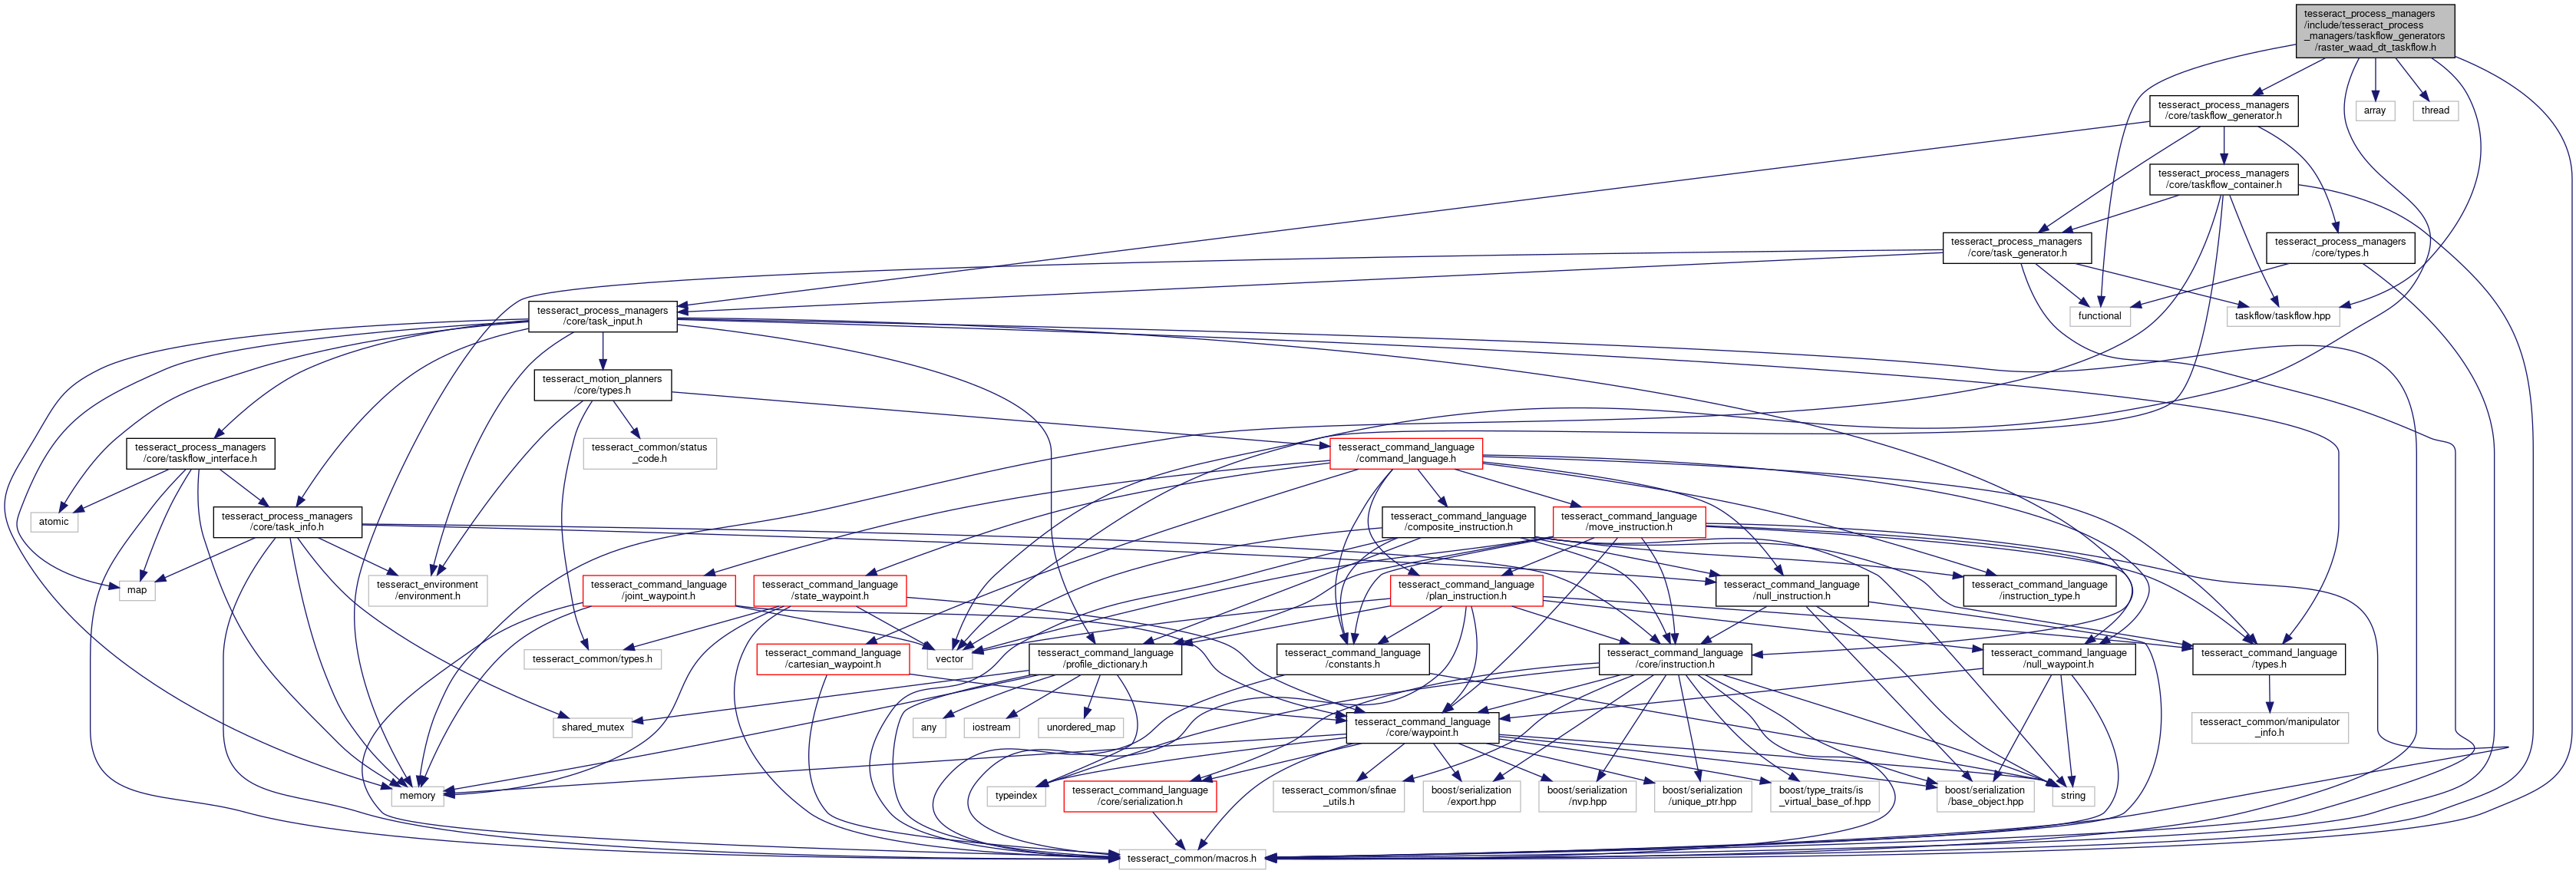 tesseract_process_managers
/include/tesseract_process
_managers/taskflow_generators
/raster_waad_dt_taskflow.h
tesseract_process_managers
/core/taskflow_generator.h
array
thread
tesseract_process_managers
/core/taskflow_container.h
tesseract_process_managers
/core/task_generator.h
tesseract_process_managers
/core/types.h
tesseract_process_managers
/core/task_input.h
functional
taskflow/taskflow.hpp
tesseract_motion_planners
/core/types.h
tesseract_process_managers
/core/taskflow_interface.h
tesseract_common/status
_code.h
tesseract_command_language
/command_language.h
atomic
tesseract_process_managers
/core/task_info.h
tesseract_command_language
/composite_instruction.h
tesseract_command_language
/move_instruction.h
map
tesseract_environment
/environment.h
tesseract_command_language
/joint_waypoint.h
tesseract_command_language
/state_waypoint.h
tesseract_command_language
/plan_instruction.h
tesseract_command_language
/null_instruction.h
tesseract_command_language
/instruction_type.h
tesseract_common/types.h
tesseract_command_language
/cartesian_waypoint.h
vector
tesseract_command_language
/profile_dictionary.h
tesseract_command_language
/constants.h
tesseract_command_language
/core/instruction.h
tesseract_command_language
/null_waypoint.h
tesseract_command_language
/types.h
shared_mutex
any
iostream
unordered_map
tesseract_command_language
/core/waypoint.h
tesseract_common/manipulator
_info.h
memory
typeindex
tesseract_command_language
/core/serialization.h
tesseract_common/sfinae
_utils.h
boost/serialization
/export.hpp
boost/serialization
/nvp.hpp
boost/serialization
/unique_ptr.hpp
boost/type_traits/is
_virtual_base_of.hpp
boost/serialization
/base_object.hpp
string
tesseract_common/macros.h